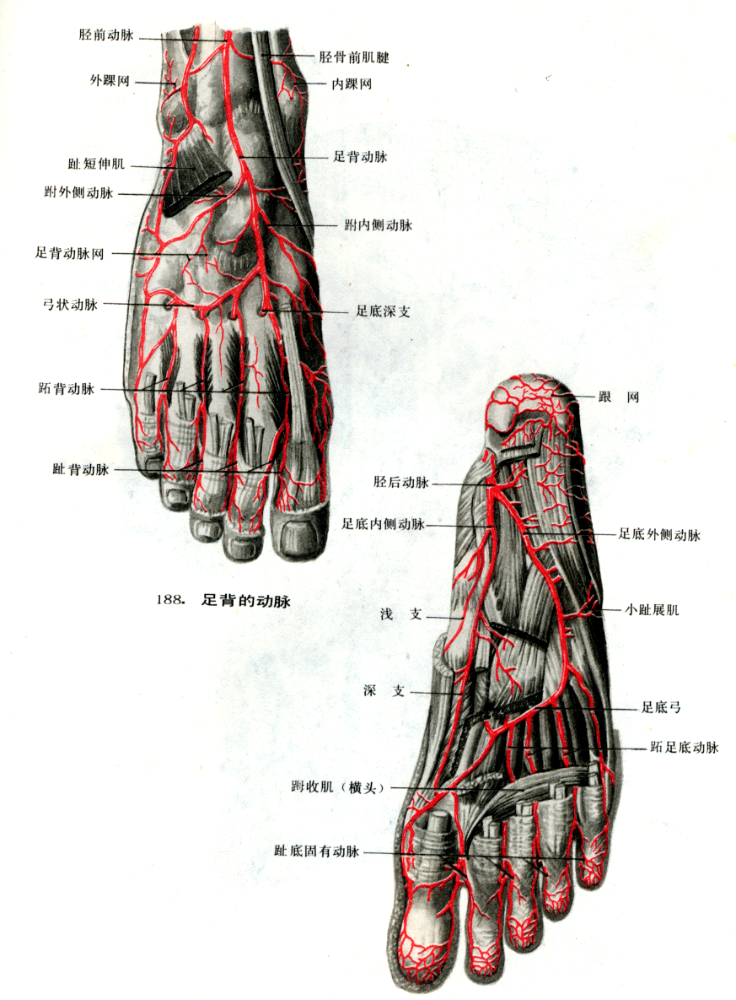 胫前动脉
胫骨前肌腱
外踝网
内踝网
趾短伸肌
足背动脉
跗外侧动脉
跗内侧动脉
足背动脉网
弓状动脉
足底深支
跖背动脉
趾背动脉
188. 足背的动脉
跟 网
胫后动脉
足底内侧动脉
足底外侧动脉
浅 支
小趾展肌
深 支
足底弓
跖足底动脉
𧿹收肌（横头）
趾底固有动脉